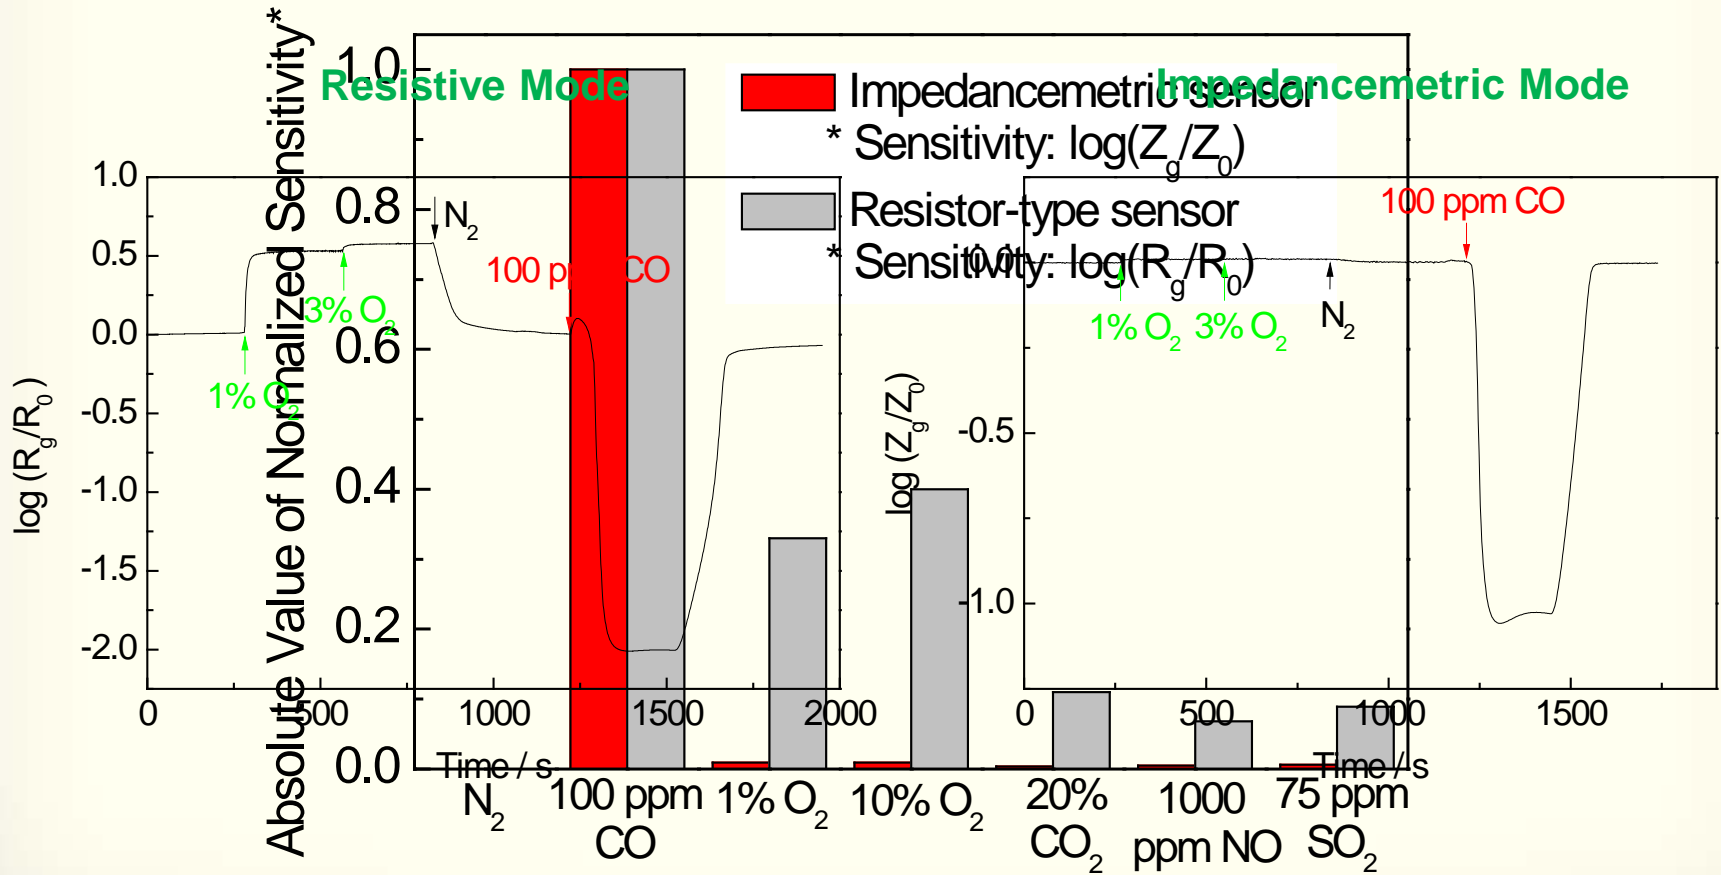 Resistive Mode
Impedancemetric Mode
Absolute Value of Normalized Sensitivity*
1.0
0.8
0.6
0.4
0.2
0.0
Impedancemetric sensor
* Sensitivity: log(Zg/Z0)
Resistor-type sensor
* Sensitivity: log(Rg/R0)
N2
100 ppm CO
1% O2
10% O2
20% CO2
1000 ppm NO
75 ppm SO2
log (Rg/R0)
1.0
0.5
0.0
-0.5
-1.0
-1.5
-2.0
1% O2
3% O2
N2
100 ppm CO
0
500
1000
1500
2000
Time / s
log (Zg/Z0)
0.0
-0.5
-1.0
1% O2
3% O2
N2
100 ppm CO
0
500
1000
1500
Time / s